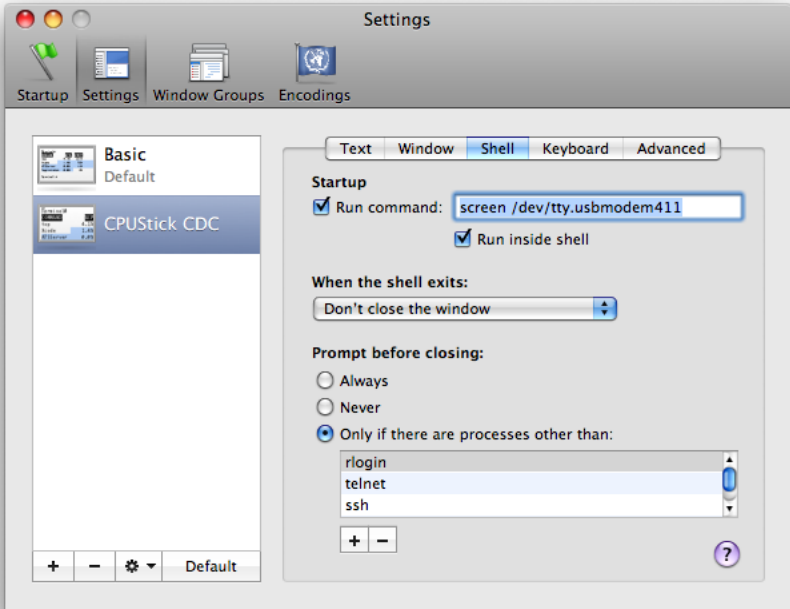 Settings
Startup Settings Window Groups Encodings
Basic
Default
CPUStick CDC
Default
Text Window Shell Keyboard Advanced
Startup
Run command: screen /dev/tty.usbmodem411
Run inside shell
When the shell exits:
Don't close the window
Prompt before closing:
Always
Never
Only if there are processes other than:
rlogin
telnet
ssh
+ −
?
+ − Default